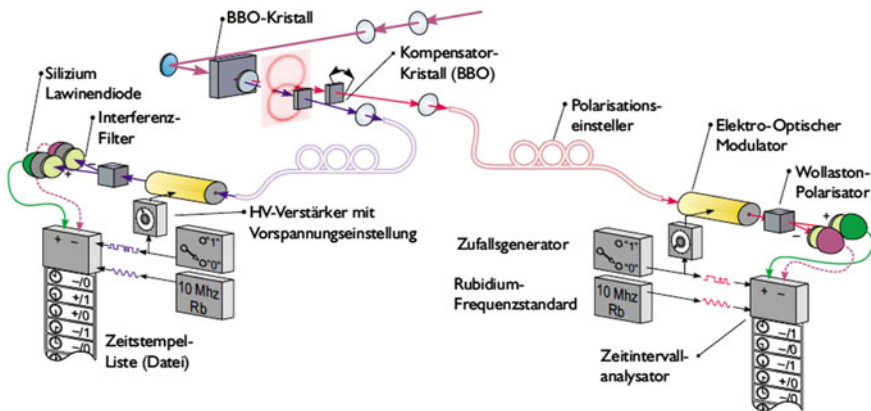 BBO-Kristall
Kompensator-
Kristall (BBO)
Silizium
Lawinendiode
Interferenz-
Filter
Polarisations-
einsteller
Elektro-Optischer
Modulator
Wollaston-
Polarisator
HV-Verstärker mit
Vorspannungseinstellung
+
−
+ −
"1"
"0"
10 Mhz
Rb
−/0
+/1
+/0
−/1
−/0
Zeitstempel-
Liste (Datei)
Zufallsgenerator
Rubidium-
Frequenzstandard
"1"
"0"
10 Mhz
Rb
+
−
+ −
−/1
−/0
−/1
+/0
−/0
Zeitintervall-
analysator